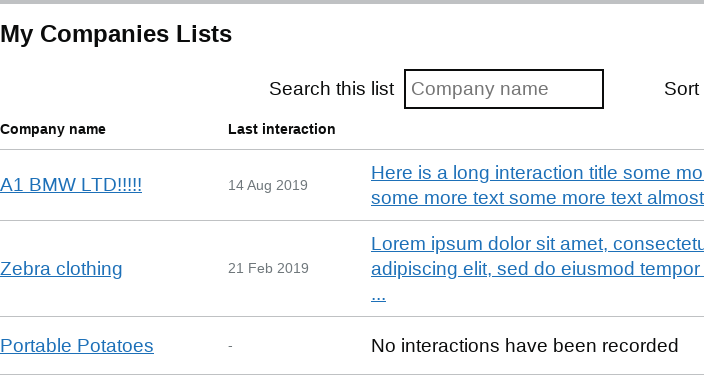 My Companies Lists
Search this list Company name Sort
Company name Last interaction
A1 BMW LTD!!!!! 14 Aug 2019 Here is a long interaction title some
some more text some more text almost
Zebra clothing 21 Feb 2019 Lorem ipsum dolor sit amet,
adipiscing elit, sed do eiusmod tempor
...
Portable Potatoes - No interactions have been recorded